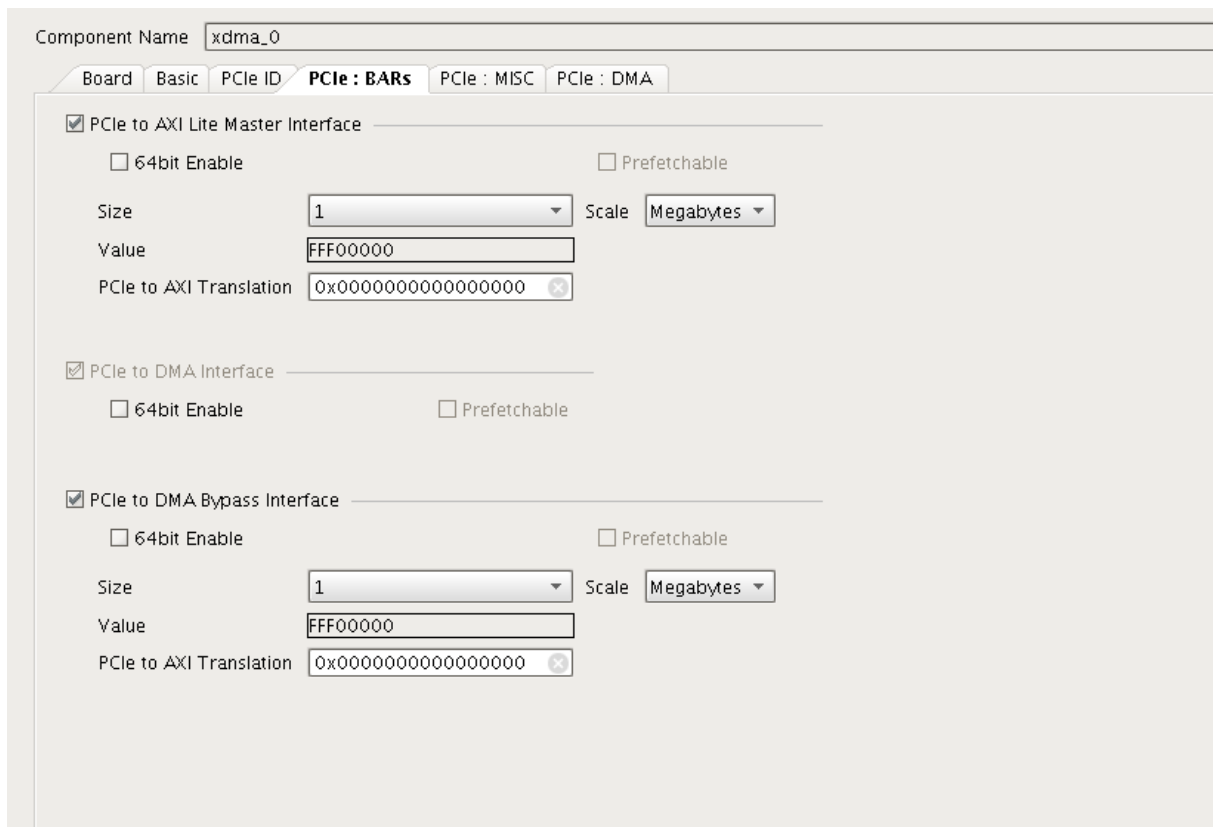 Component Name xdma_0
Board Basic PCIe ID PCIe : BARs PCIe : MISC PCIe : DMA
PCIe to AXI Lite Master Interface
64bit Enable Prefetchable
Size 1 Scale Megabytes
Value FFF00000
PCIe to AXI Translation 0x0000000000000000
PCIe to DMA Interface
64bit Enable Prefetchable
PCIe to DMA Bypass Interface
64bit Enable Prefetchable
Size 1 Scale Megabytes
Value FFF00000
PCIe to AXI Translation 0x0000000000000000